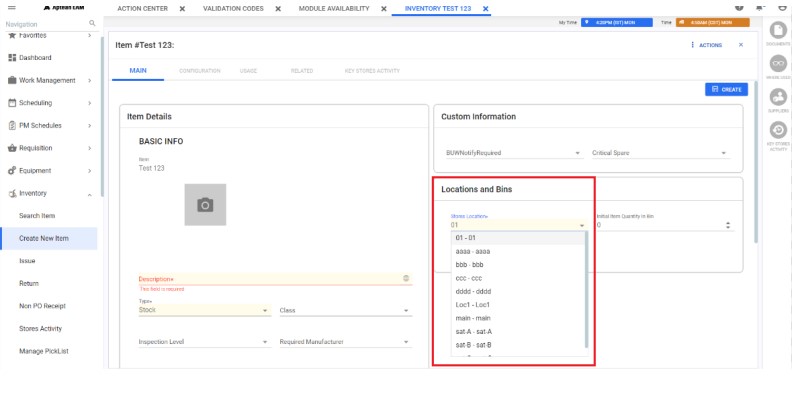 Aptean EAM
ACTION CENTER
VALIDATION CODES
MODULE AVAILABILITY
INVENTORY TEST 123
Navigation
My Time
4:20PM (IST) MON
Time
Favorites
Dashboard
Work Management
Scheduling
PM Schedules
Requisition
Equipment
Inventory
Search Item
Create New Item
Issue
Return
Non PO Receipt
Stores Activity
Manage PickList
Item #Test 123:
ACTIONS
MAIN
CONFIGURATION
USAGE
RELATED
KEY STORES ACTIVITY
CREATE
Item Details
BASIC INFO
Item
Test 123
Description*
This field is required
Type*
Stock
Class
Inspection Level
Required Manufacturer
Custom Information
BUWNotifyRequired
Critical Spare
Locations and Bins
Stores Location*
01
Initial Item Quantity In Bin
0
01 - 01
aaaa - aaaa
bbb - bbb
ccc - ccc
dddd - dddd
Loc1 - Loc1
main - main
sat-A - sat-A
sat-B - sat-B
DOCUMENTS
WHERE USED
SUPPLIERS
KEY STORES
ACTIVITY